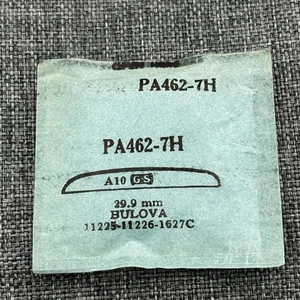 PA462-7H
PA462-7H
A10 GS
29.9 mm
BULOVA
11225-11226-1627C